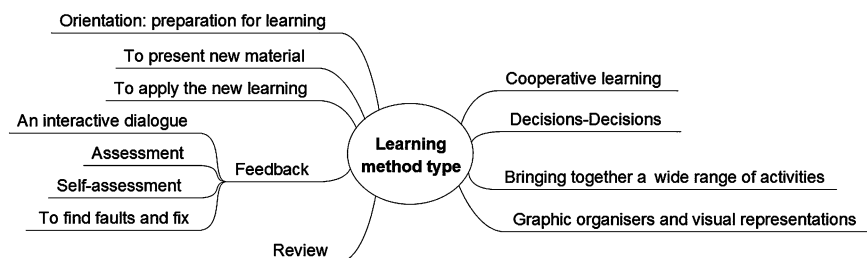 Orientation: preparation for learning
To present new material
To apply the new learning
An interactive dialogue
Assessment
Self-assessment
To find faults and fix
Feedback
Review
Learning
method type
Cooperative learning
Decisions-Decisions
Bringing together a wide range of activities
Graphic organisers and visual representations